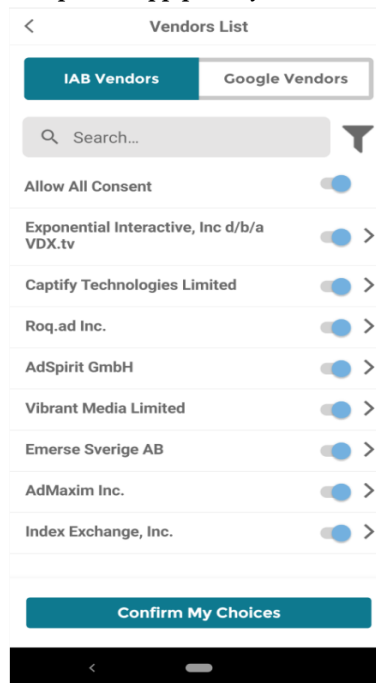 Vendors List
IAB Vendors
Google Vendors
Search...
Allow All Consent
Exponential Interactive, Inc d/b/a
VDX.tv
Captify Technologies Limited
Roq.ad Inc.
AdSpirit GmbH
Vibrant Media Limited
Emerse Sverige AB
AdMaxim Inc.
Index Exchange, Inc.
Confirm My Choices